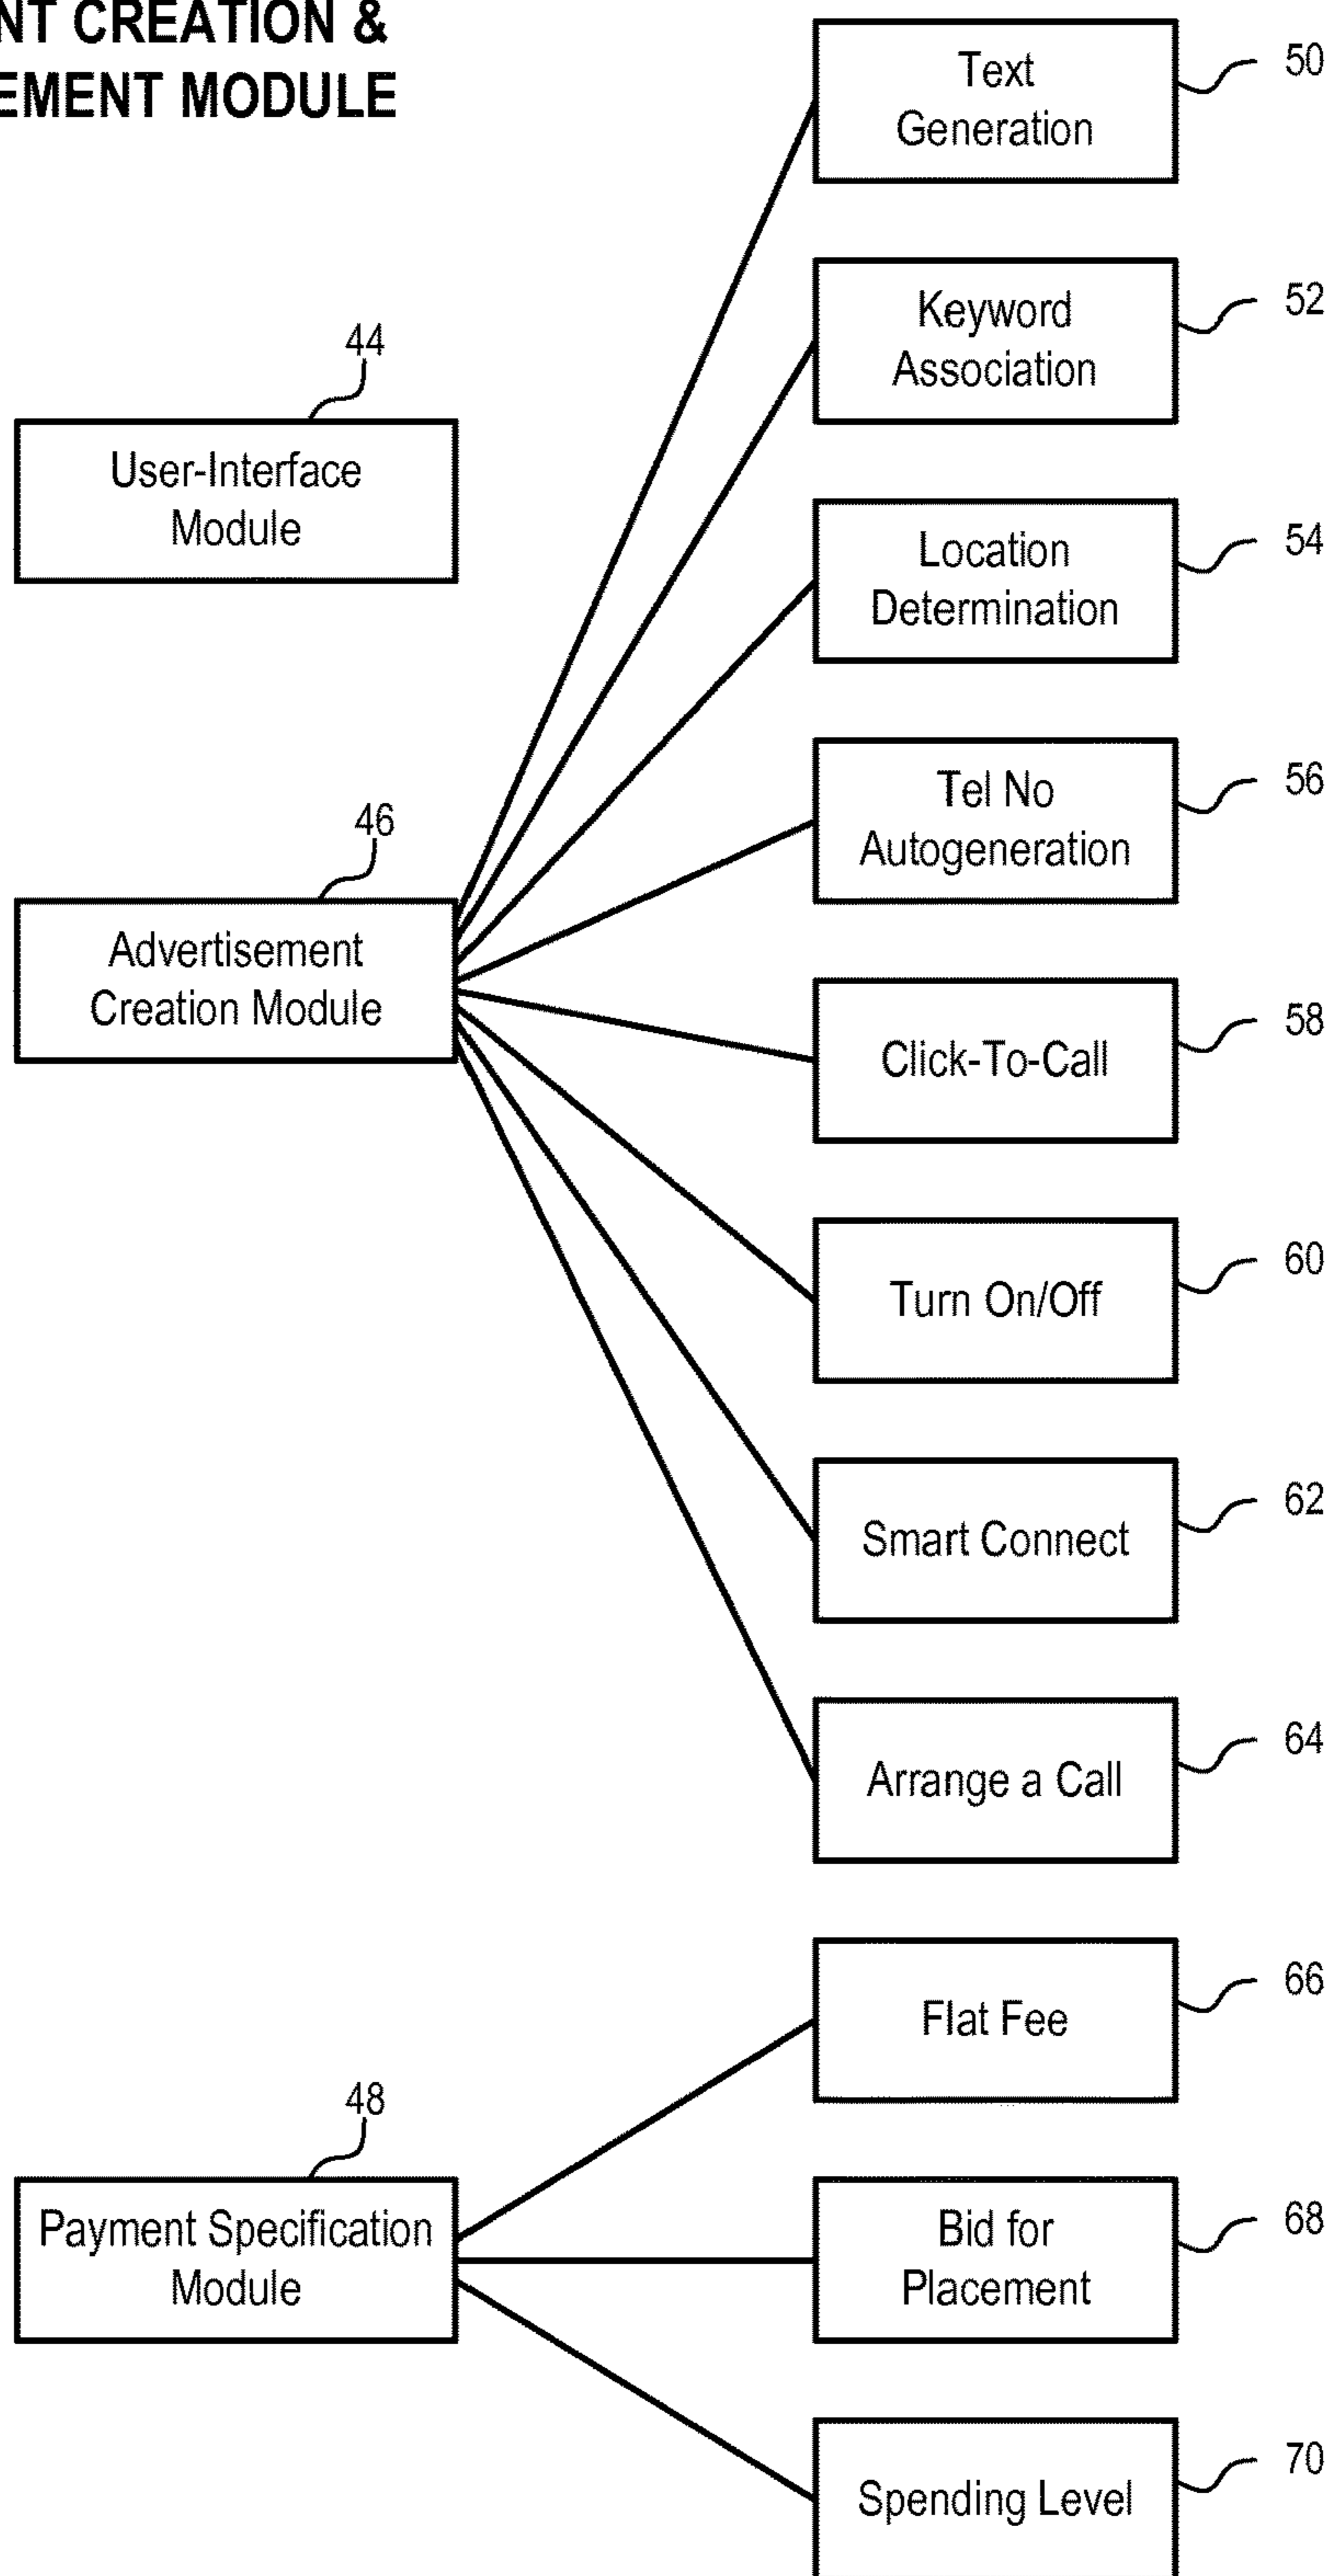 NT CREATION &
EMENT MODULE
Text
Generation
50
Keyword
Association
52
44
User-Interface
Module
Location
Determination
54
Tel No
Autogeneration
56
46
Advertisement
Creation Module
Click-To-Call
58
Turn On/Off
60
Smart Connect
62
Arrange a Call
64
Flat Fee
66
48
Payment Specification
Module
Bid for
Placement
68
Spending Level
70